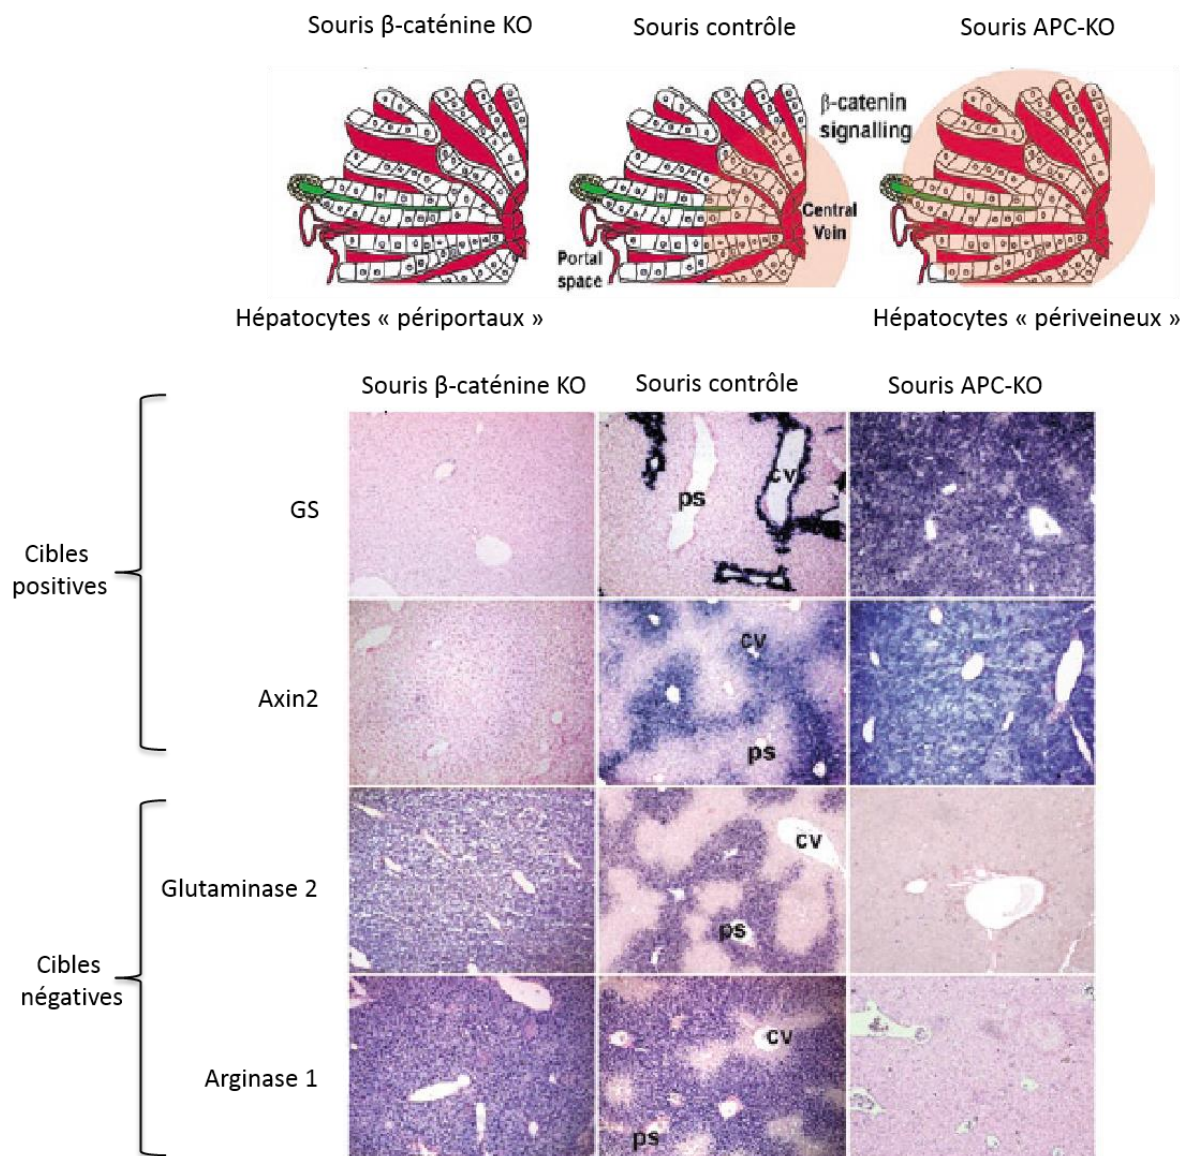 Souris β-caténine KO
Souris contrôle
Souris APC-KO
β-catenin
signalling
Central
Vein
Portal
space
Hépatocytes « périportaux »
Hépatocytes « périveineux »
Souris β-caténine KO
Souris contrôle
Souris APC-KO
Cibles
positives
GS
ps
cv
Axin2
cv
ps
Cibles
négatives
Glutaminase 2
cv
ps
Arginase 1
cv
ps